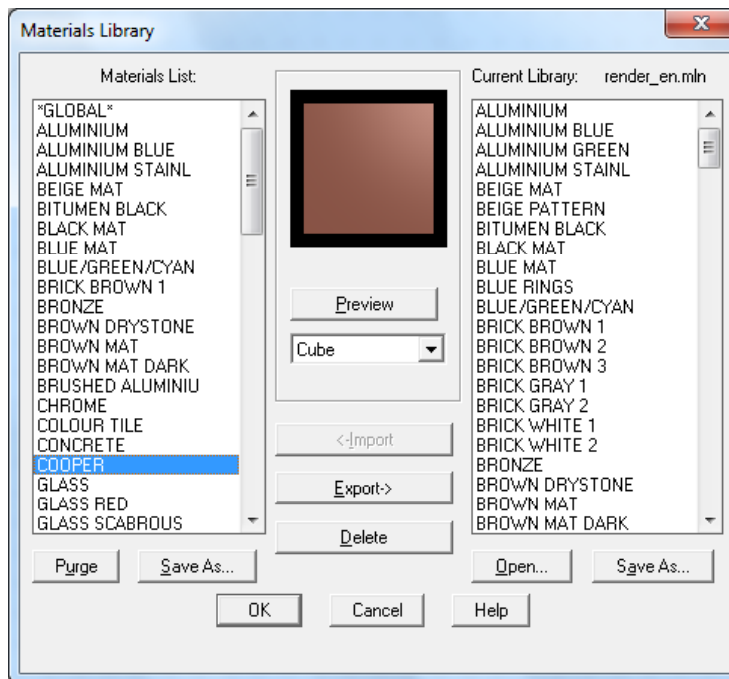 Materials Library
Materials List:
*GLOBAL*
ALUMINIUM
ALUMINIUM BLUE
ALUMINIUM STAINL
BEIGE MAT
BITUMEN BLACK
BLACK MAT
BLUE MAT
BLUE/GREEN/CYAN
BRICK BROWN 1
BRONZE
BROWN DRYSTONE
BROWN MAT
BROWN MAT DARK
BRUSHED ALUMINIU
CHROME
COLOUR TILE
CONCRETE
COOPER
GLASS
GLASS RED
GLASS SCABROUS
Purge
Save As...
Preview
Cube
<-Import
Export->
Delete
Current Library: render_en.mln
ALUMINIUM
ALUMINIUM BLUE
ALUMINIUM GREEN
ALUMINIUM STAINL
BEIGE MAT
BEIGE PATTERN
BITUMEN BLACK
BLACK MAT
BLUE MAT
BLUE RINGS
BLUE/GREEN/CYAN
BRICK BROWN 1
BRICK BROWN 2
BRICK BROWN 3
BRICK GRAY 1
BRICK GRAY 2
BRICK WHITE 1
BRICK WHITE 2
BRONZE
BROWN DRYSTONE
BROWN MAT
BROWN MAT DARK
Open...
Save As...
OK
Cancel
Help